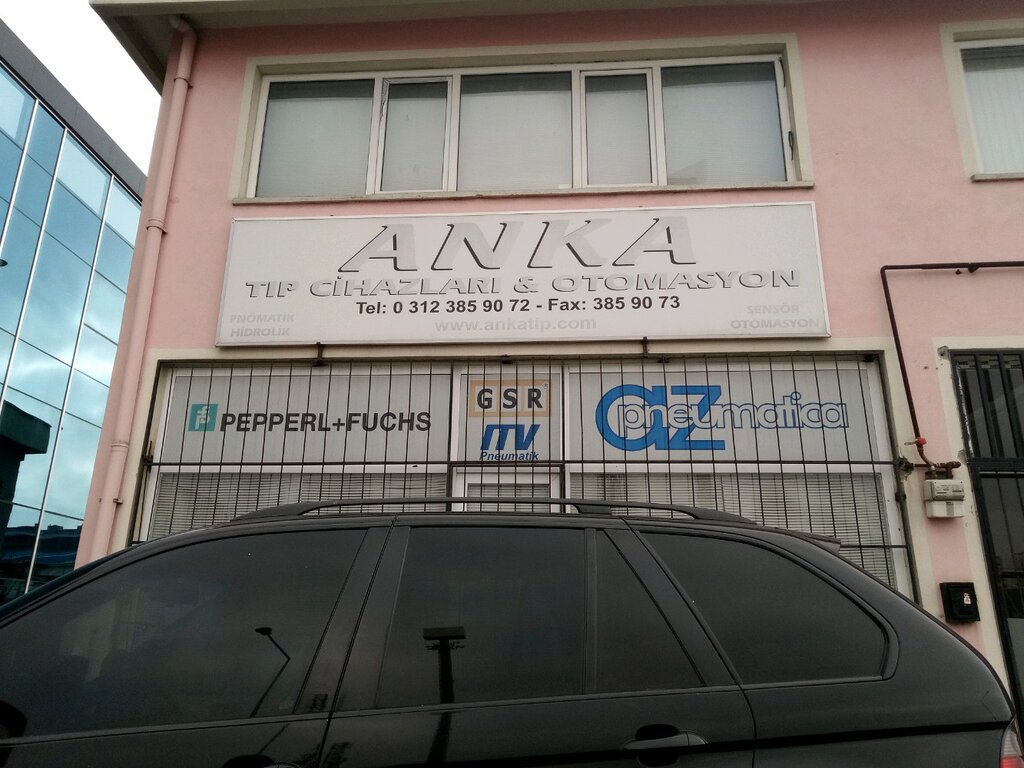 ANKA
TIP CİHAZLARI & OTOMASYON
Tel: 0 312 385 90 72 - Fax: 385 90 73
www.ankatip.com
PNÖMATİK
HİDROLİK
SENSÖR
OTOMASYON
PEPPERL+FUCHS
GSR
ITV
Pneumatik
az pneumatica